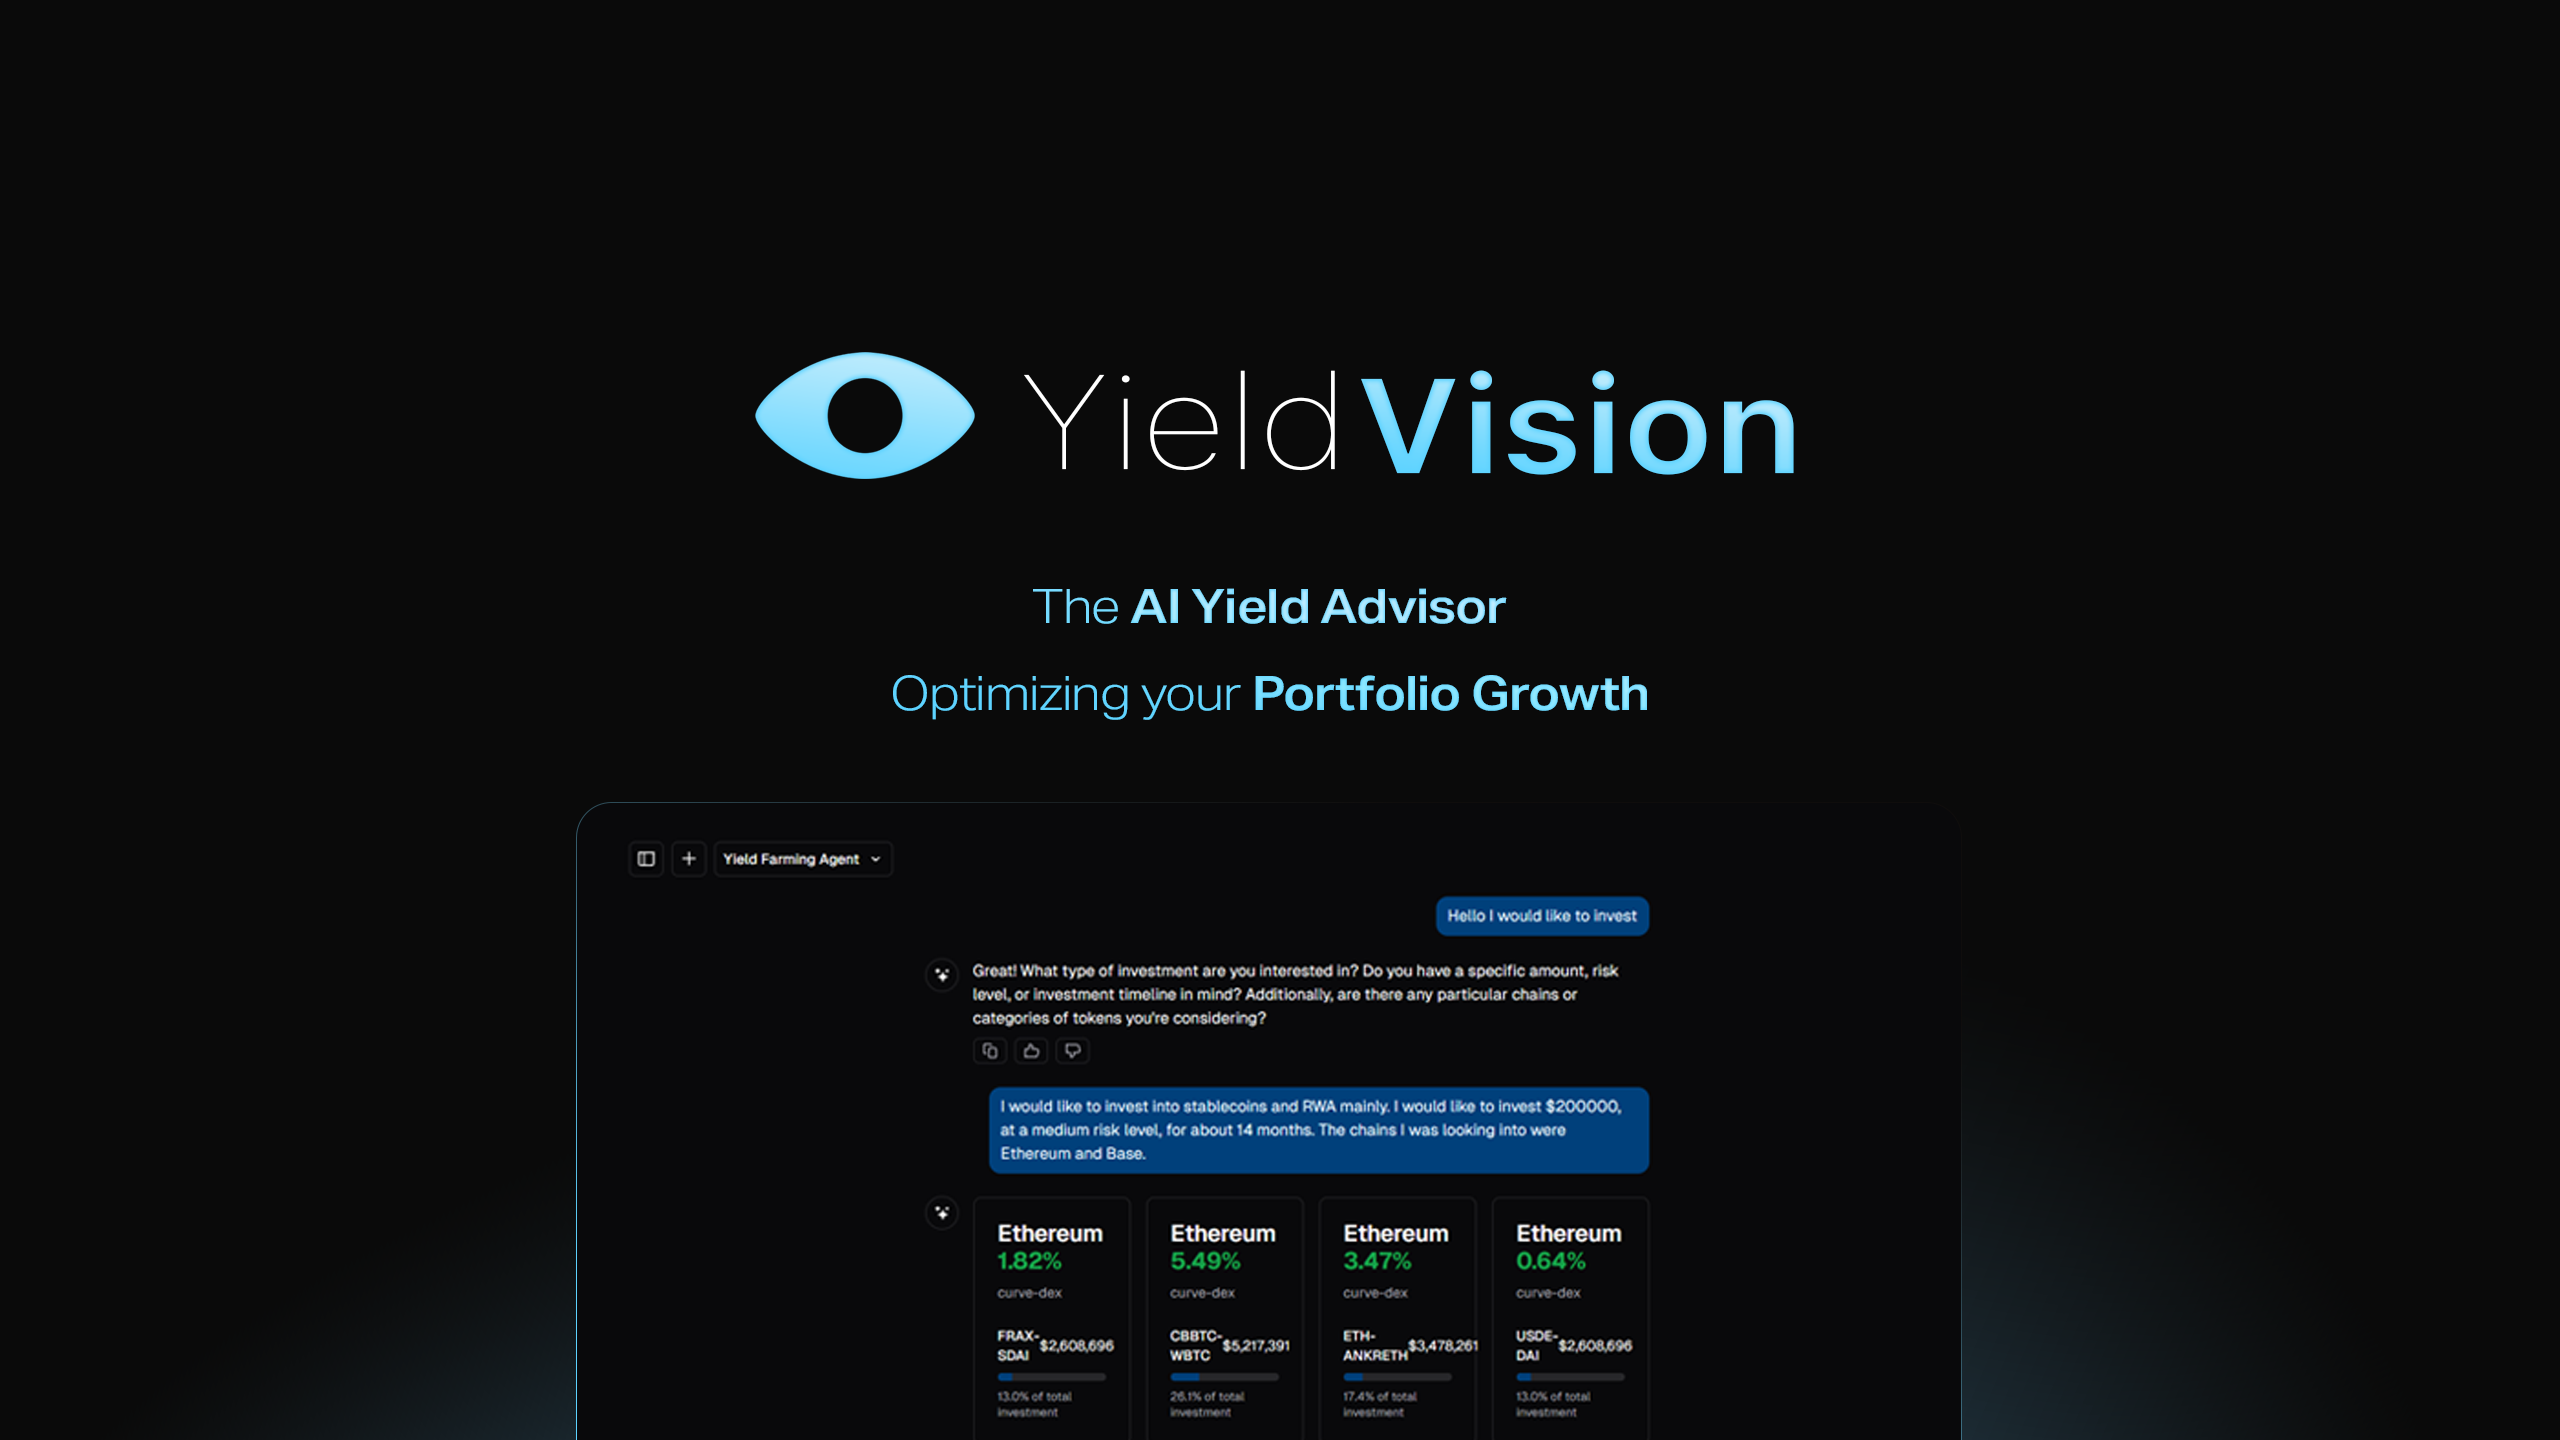 YieldVision
The AI Yield Advisor
Optimizing your Portfolio Growth
Yield Farming Agent
Hello I would like to invest
Great! What type of investment are you interested in? Do you have a specific amount, risk
level, or investment timeline in mind? Additionally, are there any particular chains or
categories of tokens you're considering?
I would like to invest into stablecoins and RWA mainly. I would like to invest $200000,
at a medium risk level, for about 14 months. The chains I was looking into were
Ethereum and Base.
Ethereum
1.82%
curve-dex
FRAX-
SDAI
$2,608,696
13.0% of total
investment
Ethereum
5.49%
curve-dex
CBBTC-
WBTC
$5,217,391
26.1% of total
investment
Ethereum
3.47%
curve-dex
ETH-
ANKRETH
$3,478,261
17.4% of total
investment
Ethereum
0.64%
curve-dex
USDE-
DAI
$2,608,696
13.0% of total
investment